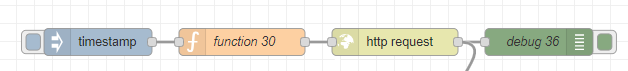 timestamp
function 30
http request
debug 36